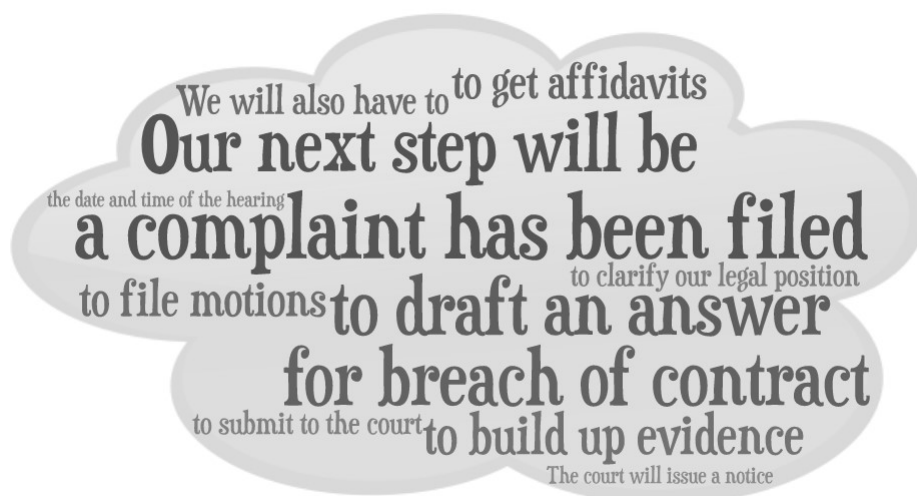 We will also have to to get affidavits
Our next step will be
the date and time of the hearing
a complaint has been filed
to clarify our legal position
to file motions to draft an answer
for breach of contract
to submit to the court to build up evidence
The court will issue a notice